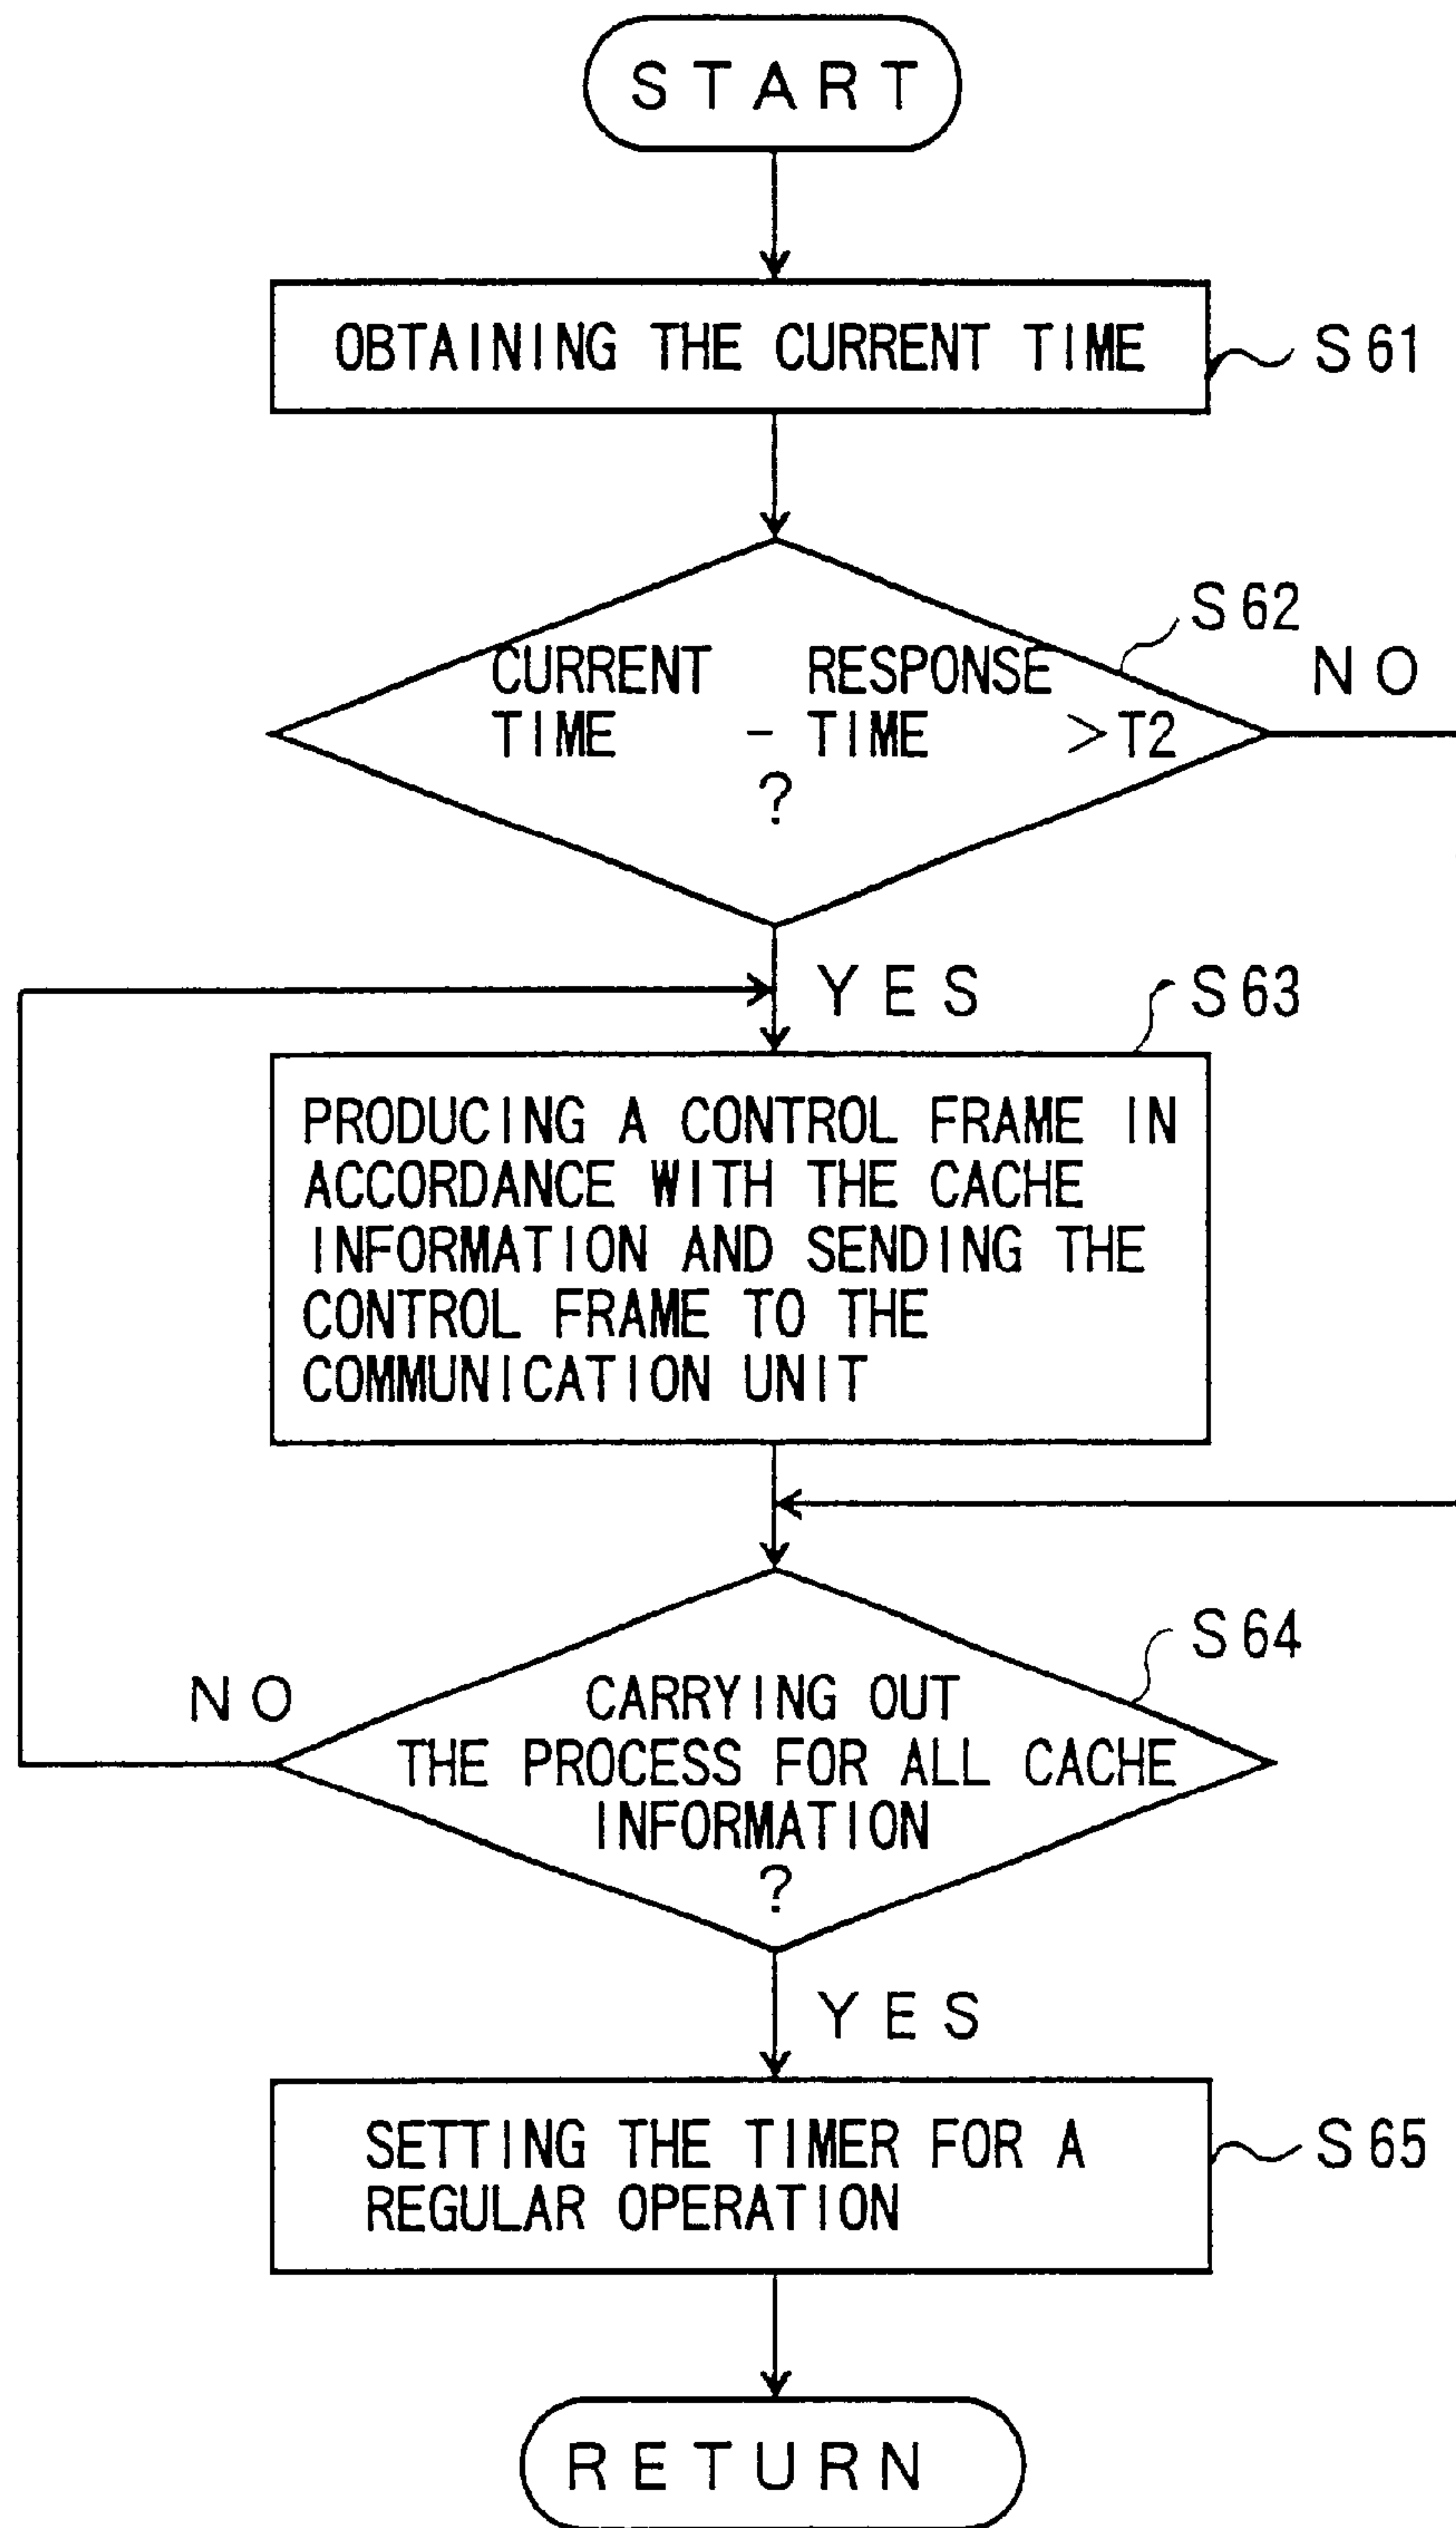 START
OBTAINING THE CURRENT TIME
S61
S62
CURRENT RESPONSE
TIME - TIME >T2
?
NO
YES
S63
PRODUCING A CONTROL FRAME IN
ACCORDANCE WITH THE CACHE
INFORMATION AND SENDING THE
CONTROL FRAME TO THE
COMMUNICATION UNIT
S64
NO
CARRYING OUT
THE PROCESS FOR ALL CACHE
INFORMATION
?
YES
SETTING THE TIMER FOR A
REGULAR OPERATION
S65
RETURN